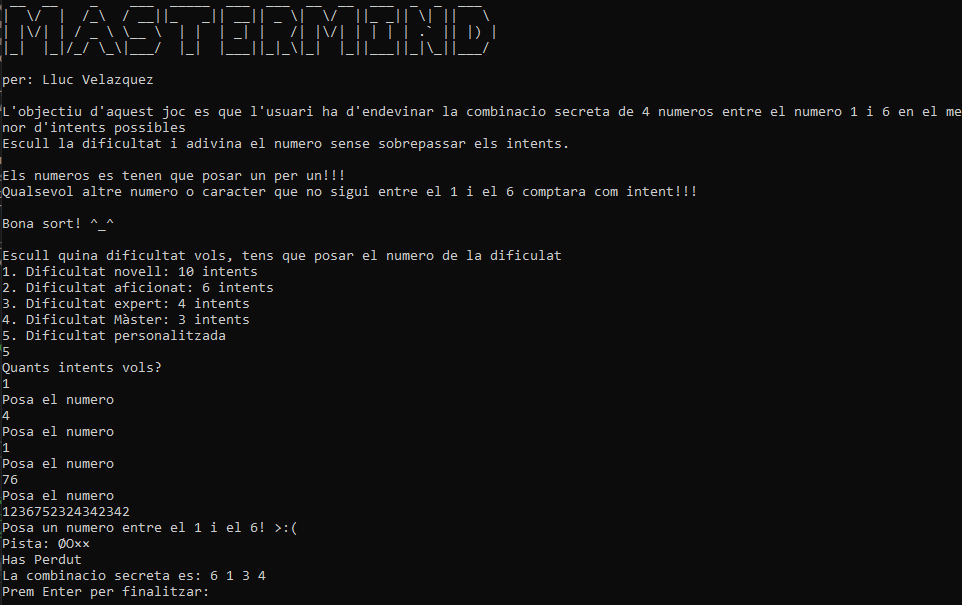 MASTERMIND
per: Lluc Velazquez
L'objectiu d'aquest joc es que l'usuari ha d'endevinar la combinacio secreta de 4 numeros entre el numero 1 i 6 en el me
nor d'intents possibles
Escull la dificultat i adivina el numero sense sobrepassar els intents.
Els numeros es tenen que posar un per un!!!
Qualsevol altre numero o caracter que no sigui entre el 1 i el 6 comptara com intent!!!
Bona sort! ^_^
Escull quina dificultat vols, tens que posar el numero de la dificulat
1. Dificultat novell: 10 intents
2. Dificultat aficionat: 6 intents
3. Dificultat expert: 4 intents
4. Dificultat Màster: 3 intents
5. Dificultat personalitzada
5
Quants intents vols?
1
Posa el numero
4
Posa el numero
1
Posa el numero
76
Posa el numero
1236752324342342
Posa un numero entre el 1 i el 6! >:(
Pista: ØO××
Has Perdut
La combinacio secreta es: 6 1 3 4
Prem Enter per finalitzar: